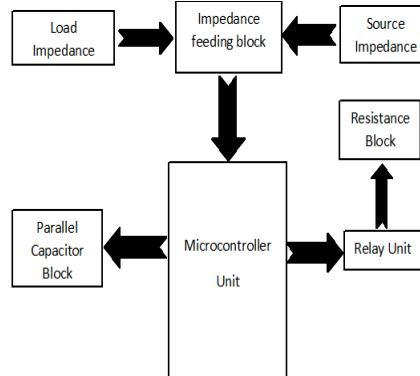 Load
Impedance
Impedance
feeding block
Source
Impedance
Resistance
Block
Parallel
Capacitor
Block
Microcontroller
Unit
Relay Unit